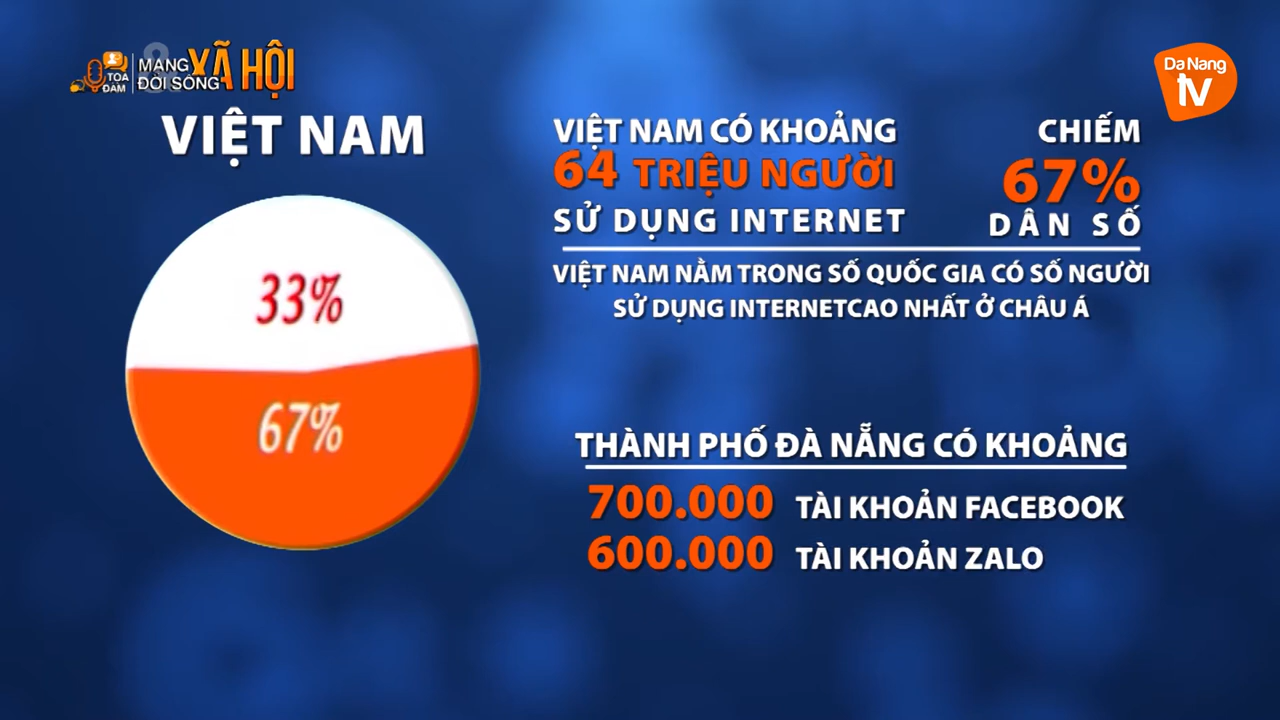 TỌA ĐÀM
MẠNG XÃ HỘI
& ĐỜI SỐNG
Da Nang
tv
VIỆT NAM
33%
67%
VIỆT NAM CÓ KHOẢNG
64 TRIỆU NGƯỜI
SỬ DỤNG INTERNET
CHIẾM
67%
DÂN SỐ
VIỆT NAM NẰM TRONG SỐ QUỐC GIA CÓ SỐ NGƯỜI
SỬ DỤNG INTERNETCAO NHẤT Ở CHÂU Á
THÀNH PHỐ ĐÀ NẴNG CÓ KHOẢNG
700.000 TÀI KHOẢN FACEBOOK
600.000 TÀI KHOẢN ZALO